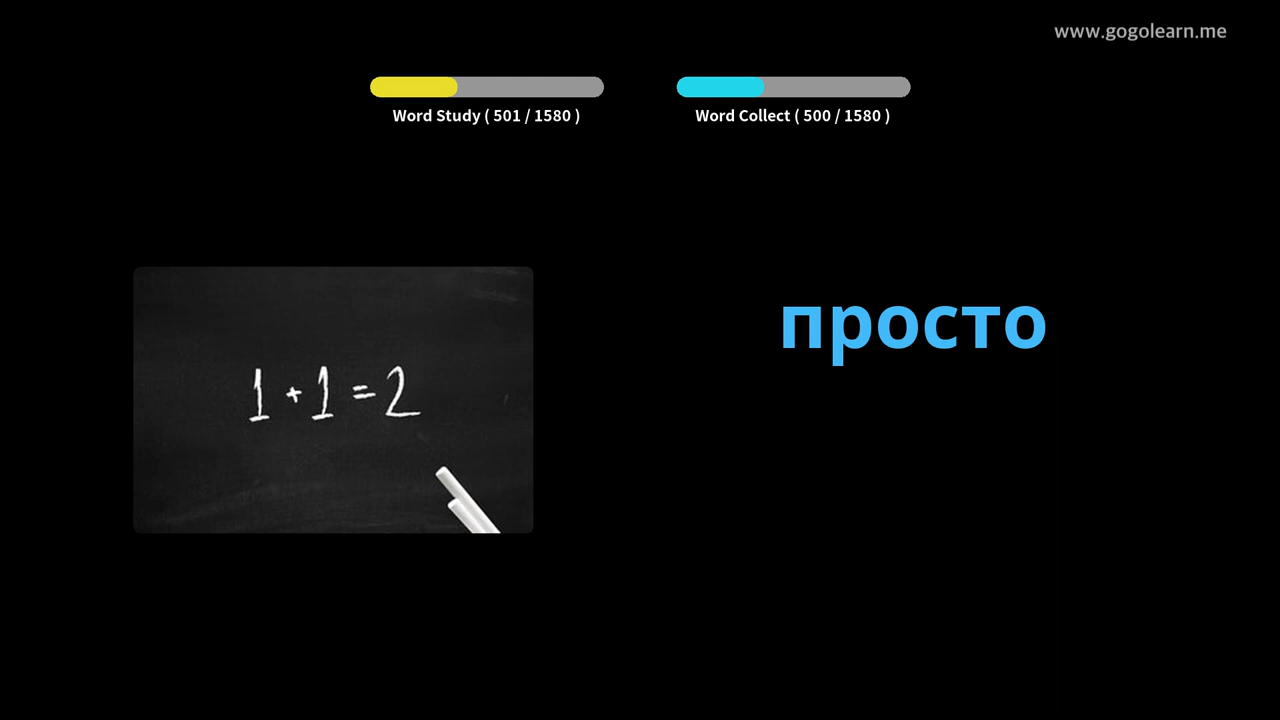 www.gogolearn.me
Word Study ( 501 / 1580 )
Word Collect ( 500 / 1580 )
просто
1 + 1 = 2